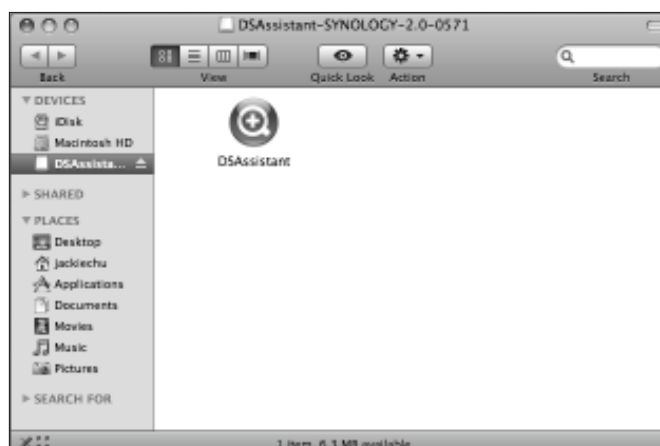 DSAssistant-SYNOLOGY-2.0-0571
Back
View
Quick Look
Action
Search
DEVICES
iDisk
Macintosh HD
DSAssista...
SHARED
PLACES
Desktop
jackiechu
Applications
Documents
Movies
Music
Pictures
SEARCH FOR
DSAssistant
1 item, 6.3 MB available